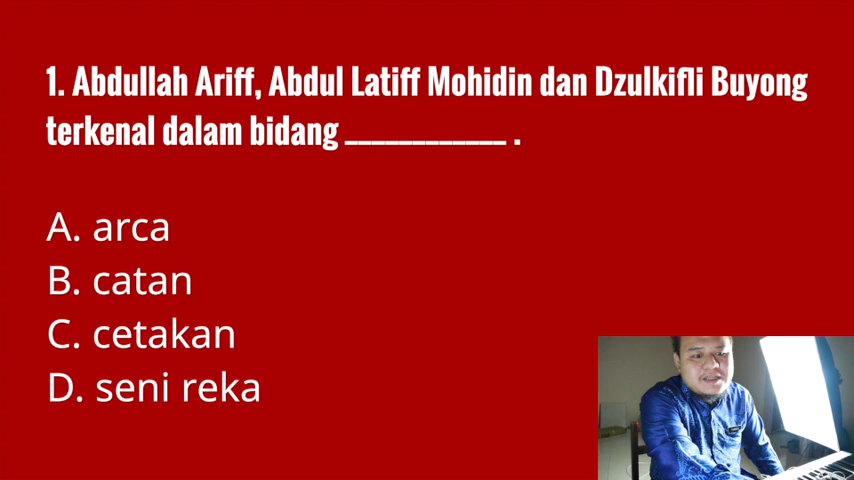 1. Abdullah Ariff, Abdul Latiff Mohidin dan Dzulkifli Buyong
terkenal dalam bidang ____________ .
A. arca
B. catan
C. cetakan
D. seni reka